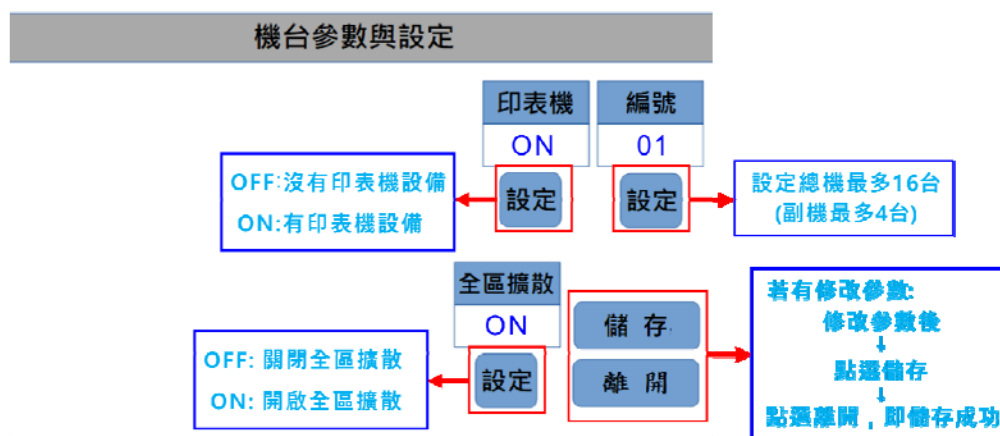 機台參數與設定
印表機
編號
ON
01
設定
設定
OFF:沒有印表機設備
ON:有印表機設備
設定總機最多16台
(副機最多4台)
全區擴散
ON
設定
儲 存
離 開
OFF: 關閉全區擴散
ON: 開啟全區擴散
若有修改參數:
修改參數後
↓
點選儲存
↓
點選離開,即儲存成功